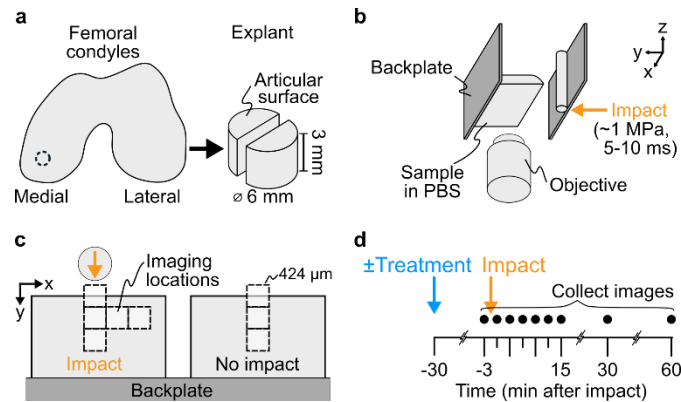 a
Femoral
condyles
Explant
Articular
surface
3 mm
Medial
Lateral
⌀ 6 mm
b
z
y
x
Backplate
Impact
(~1 MPa,
5-10 ms)
Sample
in PBS
Objective
c
x
y
Imaging
locations
424 µm
Impact
No impact
Backplate
d
±Treatment
Impact
Collect images
-30
-3
15
30
60
Time (min after impact)